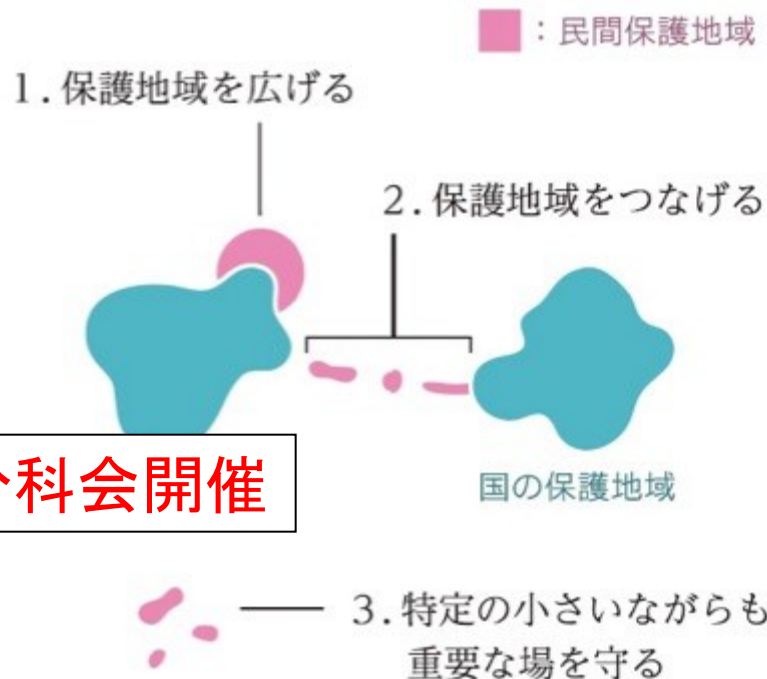 ：民間保護地域
1.保護地域を広げる
2.保護地域をつなげる
科会開催
国の保護地域
3.特定の小さいながらも
重要な場を守る